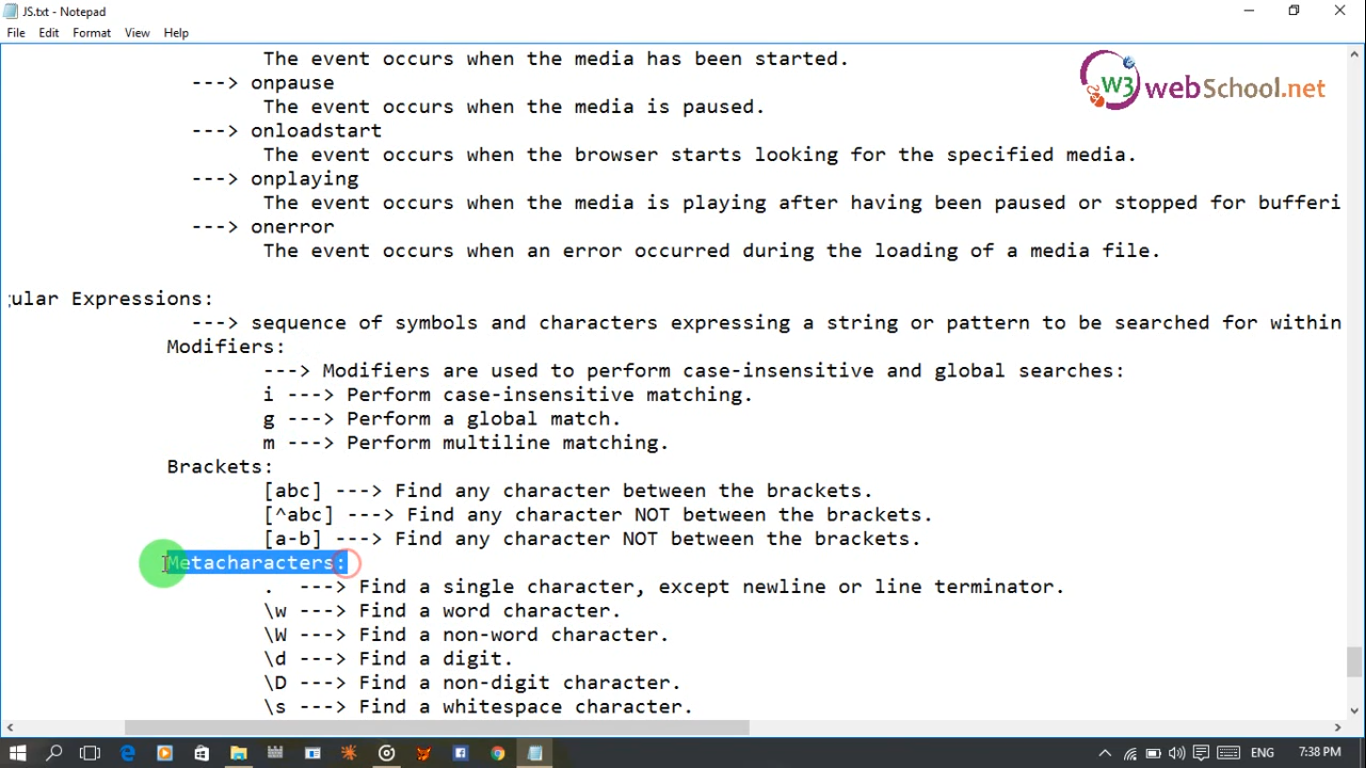 JS.txt - Notepad
File Edit Format View Help
The event occurs when the media has been started.
---> onpause
The event occurs when the media is paused.
---> onloadstart
The event occurs when the browser starts looking for the specified media.
---> onplaying
The event occurs when the media is playing after having been paused or stopped for bufferi
---> onerror
The event occurs when an error occurred during the loading of a media file.
W3 webSchool.net
gular Expressions:
---> sequence of symbols and characters expressing a string or pattern to be searched for within
Modifiers:
---> Modifiers are used to perform case-insensitive and global searches:
i ---> Perform case-insensitive matching.
g ---> Perform a global match.
m ---> Perform multiline matching.
Brackets:
[abc] ---> Find any character between the brackets.
[^abc] ---> Find any character NOT between the brackets.
[a-b] ---> Find any character NOT between the brackets.
Metacharacters:
. ---> Find a single character, except newline or line terminator.
\w ---> Find a word character.
\W ---> Find a non-word character.
\d ---> Find a digit.
\D ---> Find a non-digit character.
\s ---> Find a whitespace character.
ENG 7:38 PM